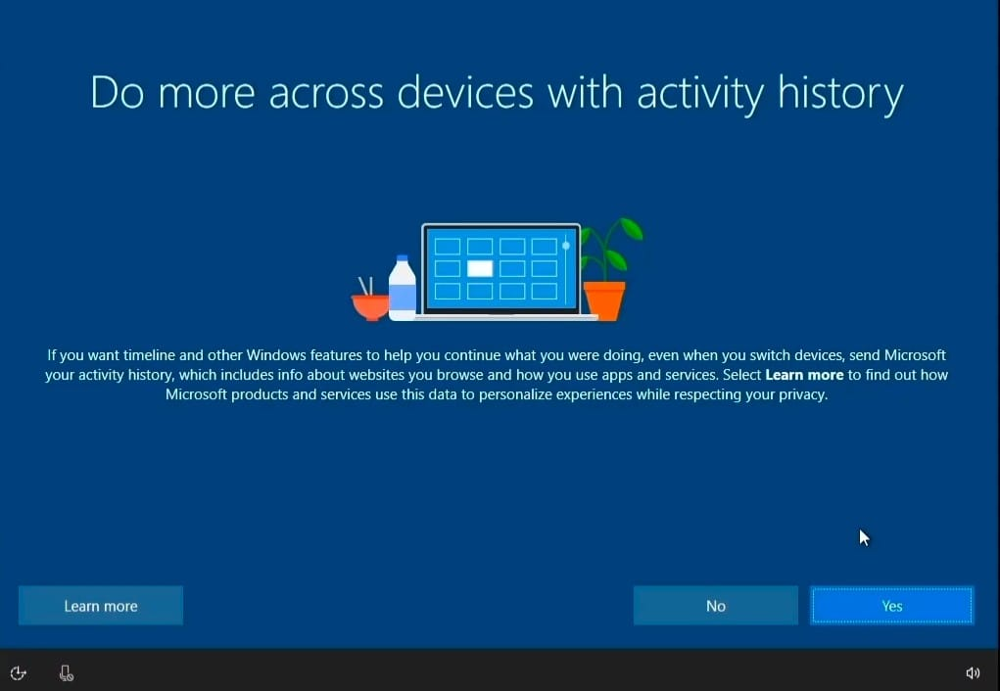 Do more across devices with activity history
If you want timeline and other Windows features to help you continue what you were doing, even when you switch devices, send Microsoft
your activity history, which includes info about websites you browse and how you use apps and services. Select Learn more to find out how
Microsoft products and services use this data to personalize experiences while respecting your privacy.
Learn more
No
Yes